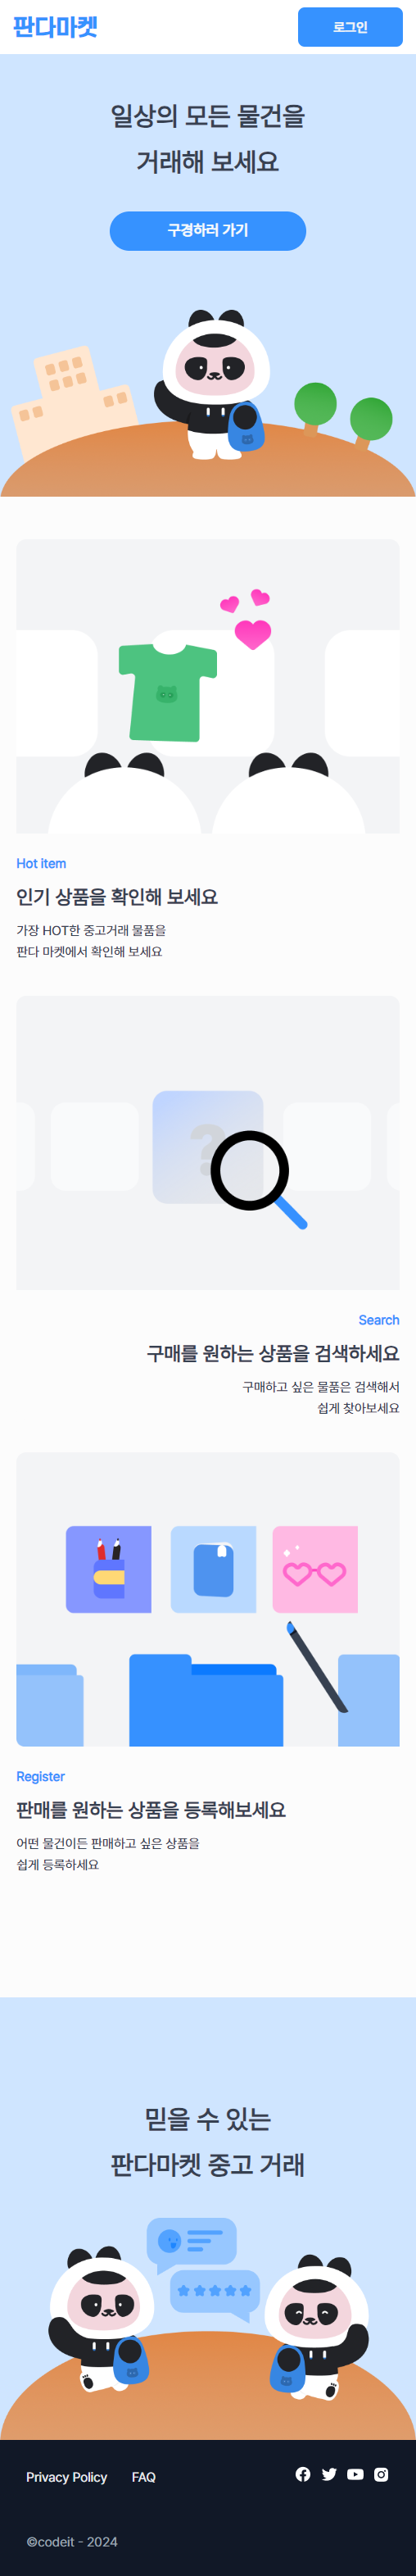 판다마켓
로그인
일상의 모든 물건을
거래해 보세요
구경하러 가기
?
Hot item
인기 상품을 확인해 보세요
가장 HOT한 중고거래 물품을
판다 마켓에서 확인해 보세요
Search
구매를 원하는 상품을 검색하세요
구매하고 싶은 물품은 검색해서
쉽게 찾아보세요
Register
판매를 원하는 상품을 등록해보세요
어떤 물건이든 판매하고 싶은 상품을
쉽게 등록하세요
믿을 수 있는
판다마켓 중고 거래
Privacy Policy
FAQ
©codeit - 2024